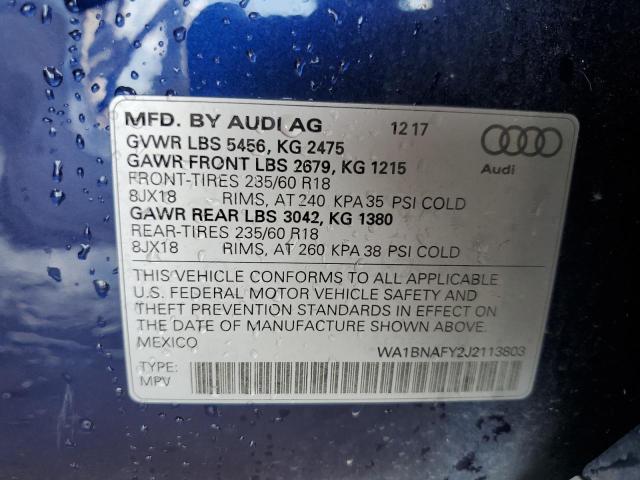 MFD. BY AUDI AG 12 17
GVWR LBS 5456, KG 2475
GAWR FRONT LBS 2679, KG 1215
FRONT-TIRES 235/60 R18
8JX18 RIMS, AT 240 KPA 35 PSI COLD
GAWR REAR LBS 3042, KG 1380
REAR-TIRES 235/60 R18
8JX18 RIMS, AT 260 KPA 38 PSI COLD
Audi
THIS VEHICLE CONFORMS TO ALL APPLICABLE
U.S. FEDERAL MOTOR VEHICLE SAFETY AND
THEFT PREVENTION STANDARDS IN EFFECT ON
THE DATE OF MANUFACTURE SHOWN ABOVE.
MEXICO WA1BNAFY2J2113803
TYPE:
MPV